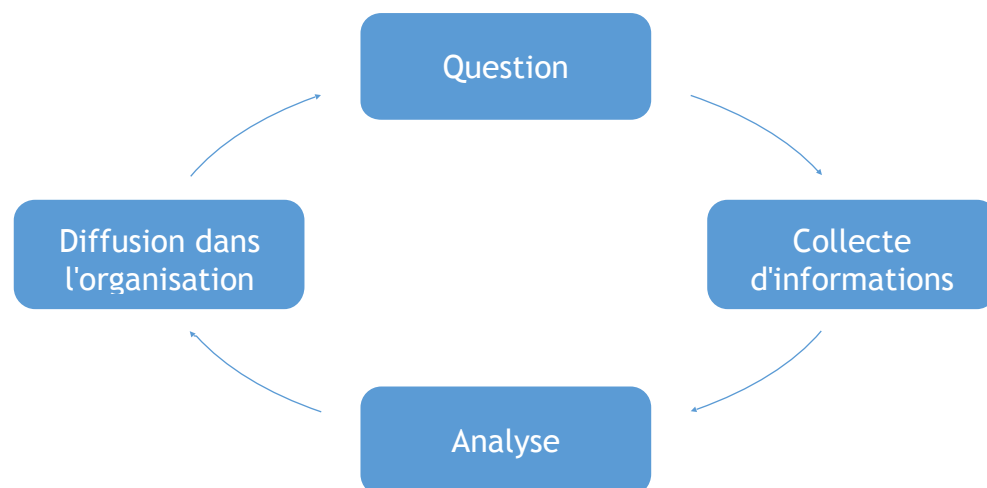 Question
Diffusion dans
l'organisation
Collecte
d'informations
Analyse